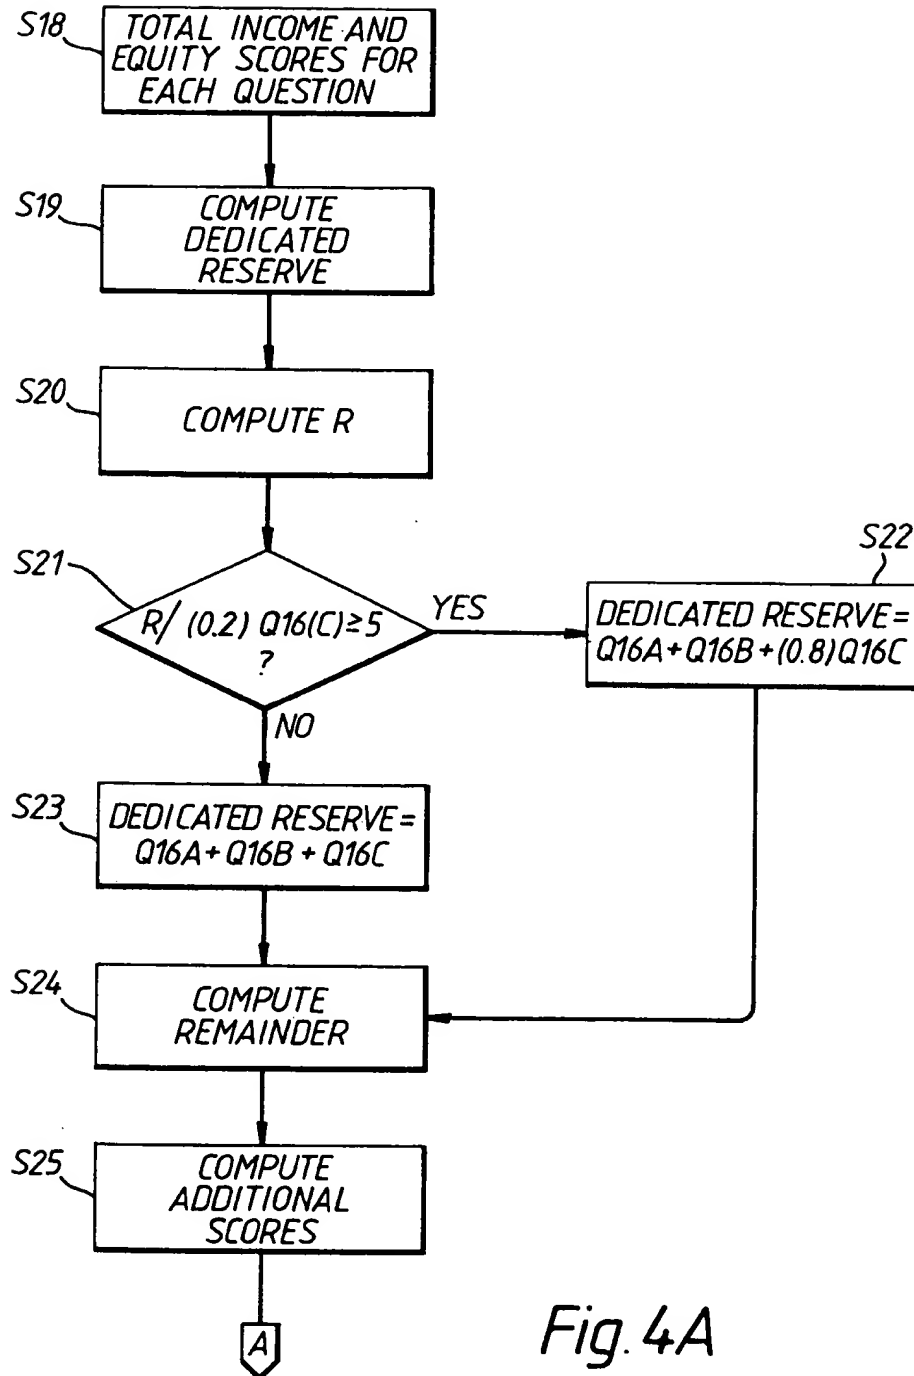 S18
TOTAL INCOME AND
EQUITY SCORES FOR
EACH QUESTION
S19
COMPUTE
DEDICATED
RESERVE
S20
COMPUTE R
S21
R/ (0.2) Q16(C)≥5
?
YES
NO
S22
DEDICATED RESERVE=
Q16A+Q16B+(0.8)Q16C
S23
DEDICATED RESERVE=
Q16A+Q16B+Q16C
S24
COMPUTE
REMAINDER
S25
COMPUTE
ADDITIONAL
SCORES
A
Fig. 4A